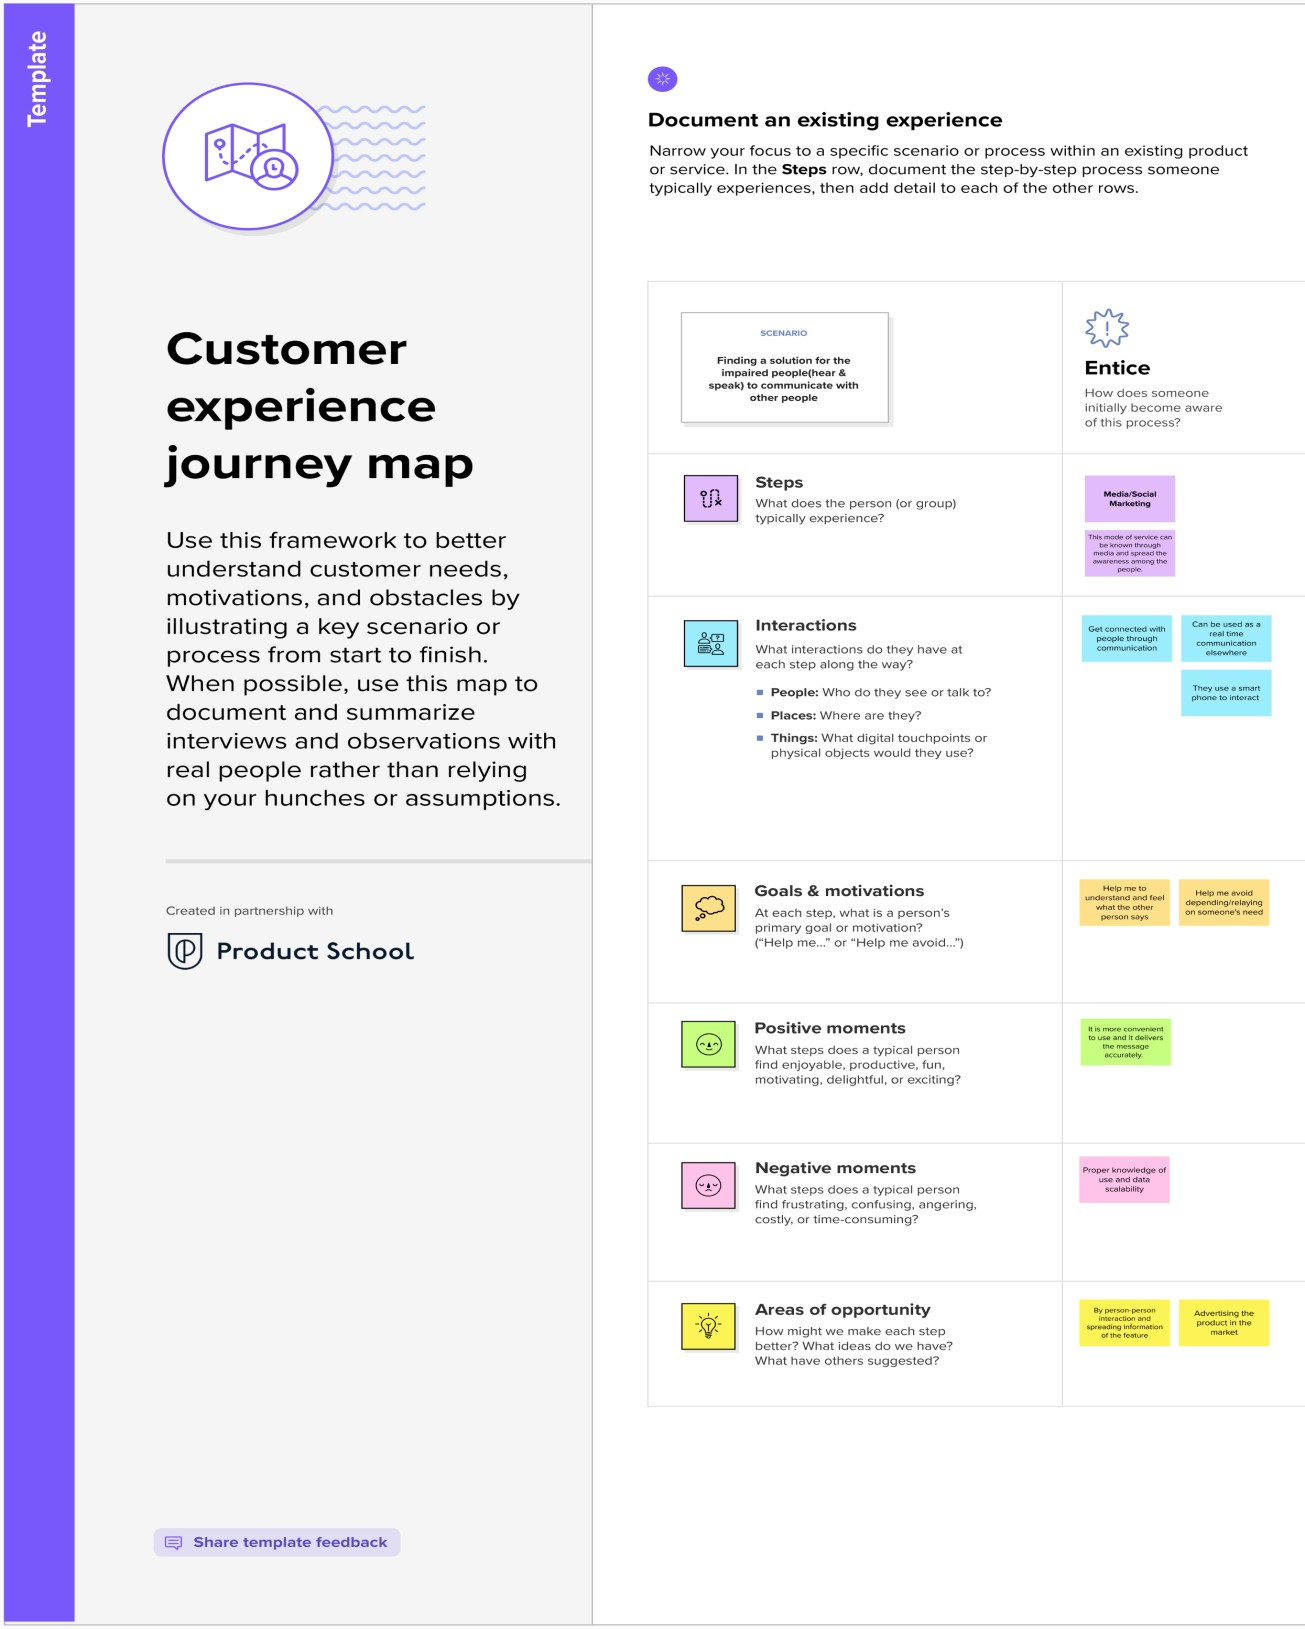 Template
Customer
experience
journey map
Use this framework to better
understand customer needs,
motivations, and obstacles by
illustrating a key scenario or
process from start to finish.
When possible, use this map to
document and summarize
interviews and observations with
real people rather than relying
on your hunches or assumptions.
Created in partnership with
Product School
Share template feedback
Document an existing experience
Narrow your focus to a specific scenario or process within an existing product
or service. In the Steps row, document the step-by-step process someone
typically experiences, then add detail to each of the other rows.
SCENARIO
Finding a solution for the
impaired people(hear &
speak) to communicate with
other people
Entice
How does someone
initially become aware
of this process?
Steps
What does the person (or group)
typically experience?
Media/Social
Marketing
This mode of service can
be known through
media and spread the
awareness among the
people.
Interactions
What interactions do they have at
each step along the way?
People: Who do they see or talk to?
Places: Where are they?
Things: What digital touchpoints or
physical objects would they use?
Get connected with
people through
communication
Can be used as a
real time
communication
elsewhere
They use a smart
phone to interact
Goals & motivations
At each step, what is a person’s
primary goal or motivation?
(“Help me...” or “Help me avoid...”)
Help me to
understand and feel
what the other
person says
Help me avoid
depending/relaying
on someone's need
Positive moments
What steps does a typical person
find enjoyable, productive, fun,
motivating, delightful, or exciting?
It is more convenient
to use and it delivers
the message
accurately.
Negative moments
What steps does a typical person
find frustrating, confusing, angering,
costly, or time-consuming?
Proper knowledge of
use and data
scalability
Areas of opportunity
How might we make each step
better? What ideas do we have?
What have others suggested?
By person-person
interaction and
spreading information
of the feature
Advertising the
product in the
market